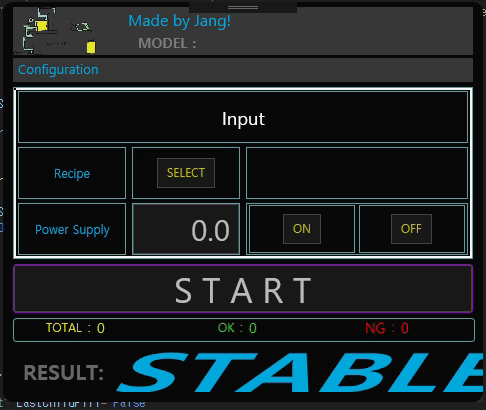 Made by Jang!
MODEL :
Configuration
Input
Recipe SELECT
Power Supply 0.0 ON OFF
START
TOTAL : 0 OK : 0 NG : 0
RESULT: STABLE
= False